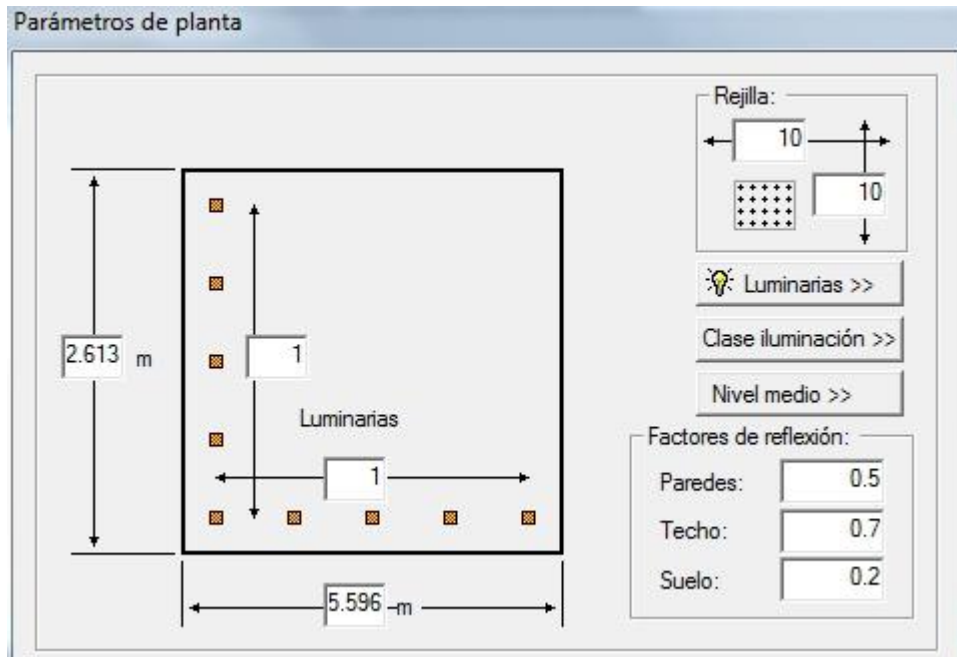 Parámetros de planta
Rejilla:
10
10
Luminarias >>
Clase iluminación >>
Nivel medio >>
2.613 m
1
Luminarias
1
5.596 m
Factores de reflexión:
Paredes: 0.5
Techo: 0.7
Suelo: 0.2